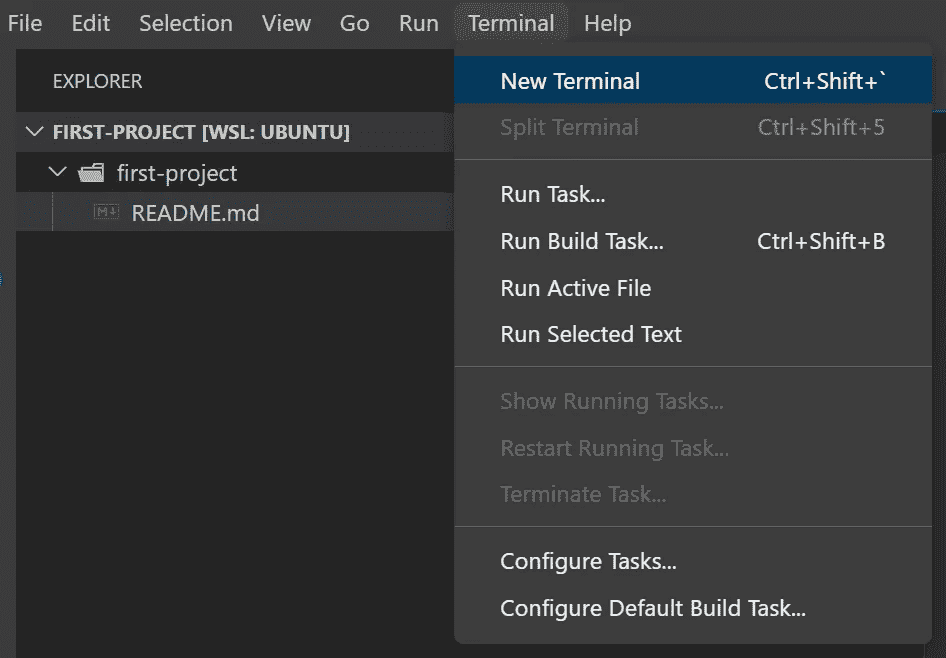 File Edit Selection View Go Run Terminal Help
EXPLORER
FIRST-PROJECT [WSL: UBUNTU]
first-project
M↓ README.md
New Terminal Ctrl+Shift+`
Split Terminal Ctrl+Shift+5
Run Task...
Run Build Task... Ctrl+Shift+B
Run Active File
Run Selected Text
Show Running Tasks...
Restart Running Task...
Terminate Task...
Configure Tasks...
Configure Default Build Task...